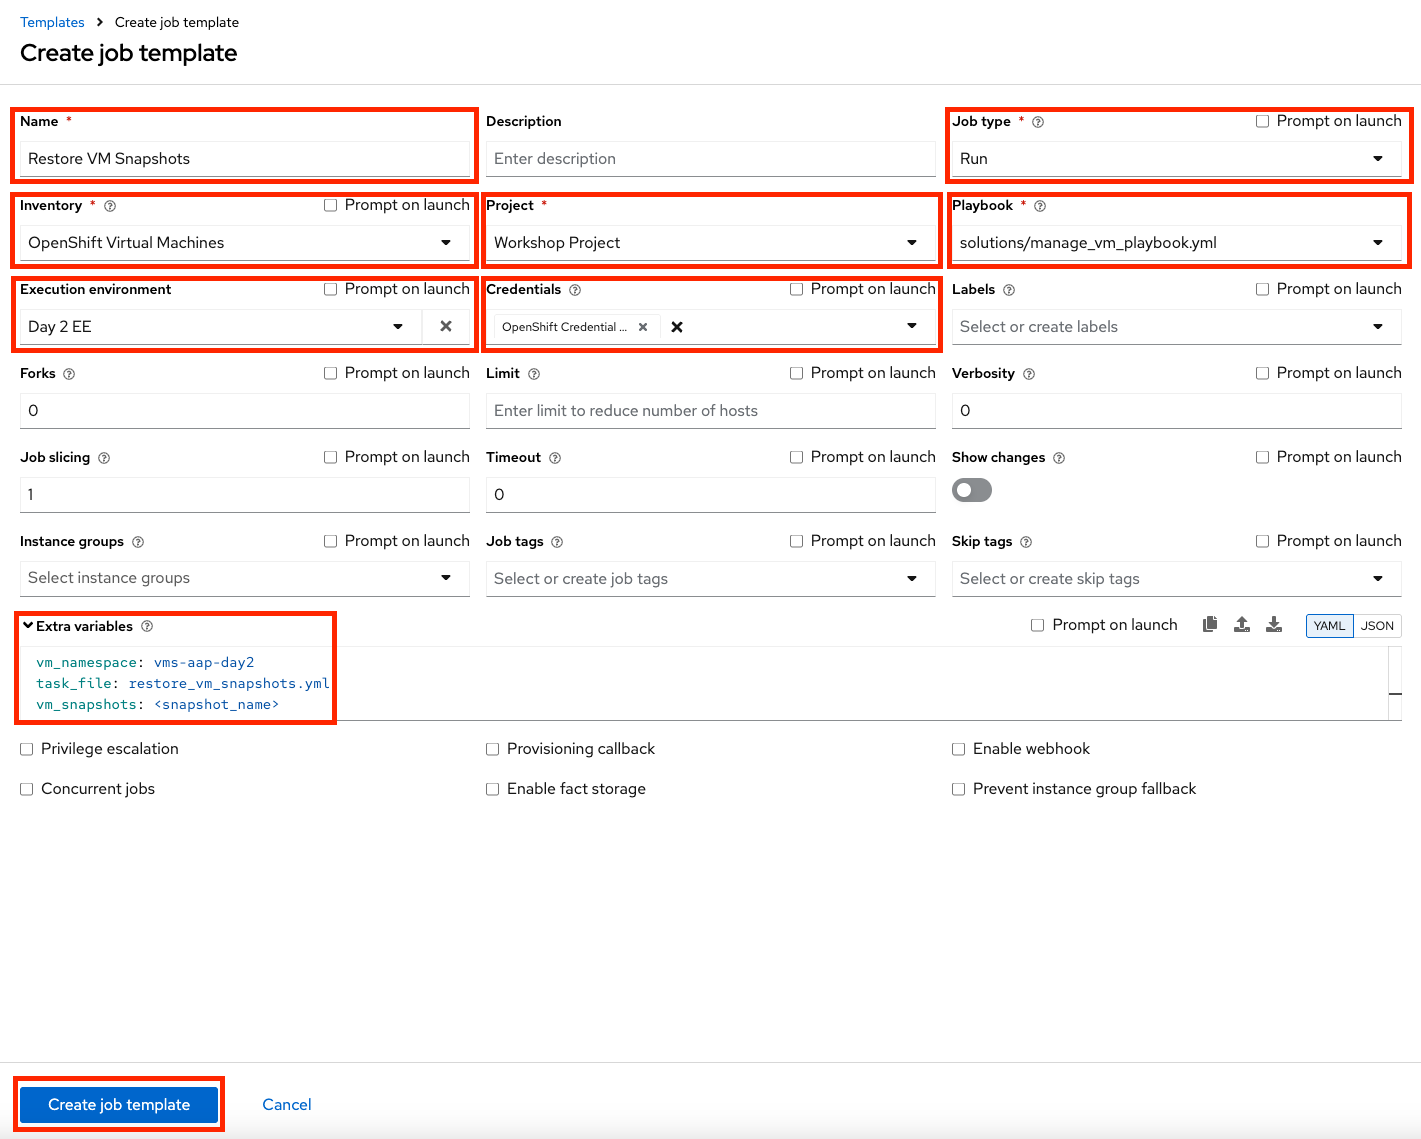 Templates > Create job template
Create job template
Name * Description Job type * Prompt on launch
Restore VM Snapshots Enter description Run
Inventory * Prompt on launch Project * Playbook *
OpenShift Virtual Machines Workshop Project solutions/manage_vm_playbook.yml
Execution environment Prompt on launch Credentials Prompt on launch Labels Prompt on launch
Day 2 EE OpenShift Credential ... Select or create labels
Forks Prompt on launch Limit Prompt on launch Verbosity Prompt on launch
0 Enter limit to reduce number of hosts 0
Job slicing Prompt on launch Timeout Prompt on launch Show changes Prompt on launch
1 0
Instance groups Prompt on launch Job tags Prompt on launch Skip tags Prompt on launch
Select instance groups Select or create job tags Select or create skip tags
Extra variables Prompt on launch YAML JSON
vm_namespace: vms-aap-day2
task_file: restore_vm_snapshots.yml
vm_snapshots: <snapshot_name>
Privilege escalation Provisioning callback Enable webhook
Concurrent jobs Enable fact storage Prevent instance group fallback
Create job template Cancel